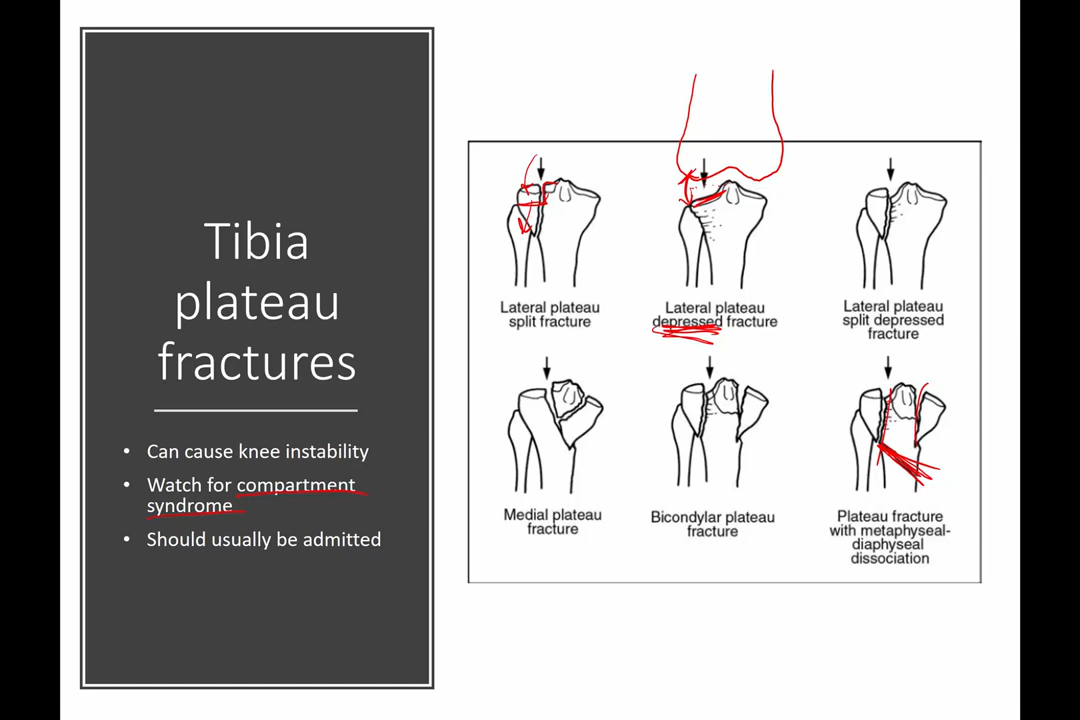 Tibia
plateau
fractures
• Can cause knee instability
• Watch for compartment
syndrome
• Should usually be admitted
Lateral plateau
split fracture
Lateral plateau
depressed fracture
Lateral plateau
split depressed
fracture
Medial plateau
fracture
Bicondylar plateau
fracture
Plateau fracture
with metaphyseal-
diaphyseal
dissociation